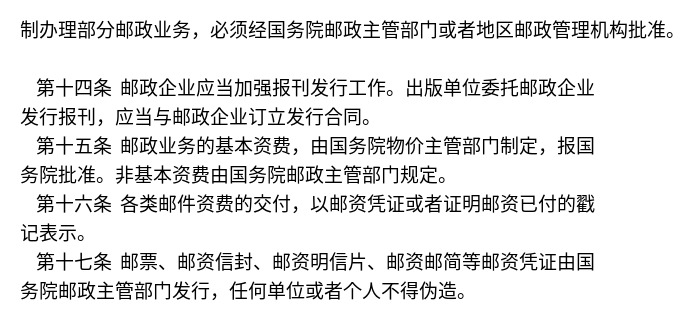 制办理部分邮政业务，必须经国务院邮政主管部门或者地区邮政管理机构批准。
第十四条 邮政企业应当加强报刊发行工作。出版单位委托邮政企业
发行报刊，应当与邮政企业订立发行合同。
第十五条 邮政业务的基本资费，由国务院物价主管部门制定，报国
务院批准。非基本资费由国务院邮政主管部门规定。
第十六条 各类邮件资费的交付，以邮资凭证或者证明邮资已付的戳
记表示。
第十七条 邮票、邮资信封、邮资明信片、邮资邮简等邮资凭证由国
务院邮政主管部门发行，任何单位或者个人不得伪造。